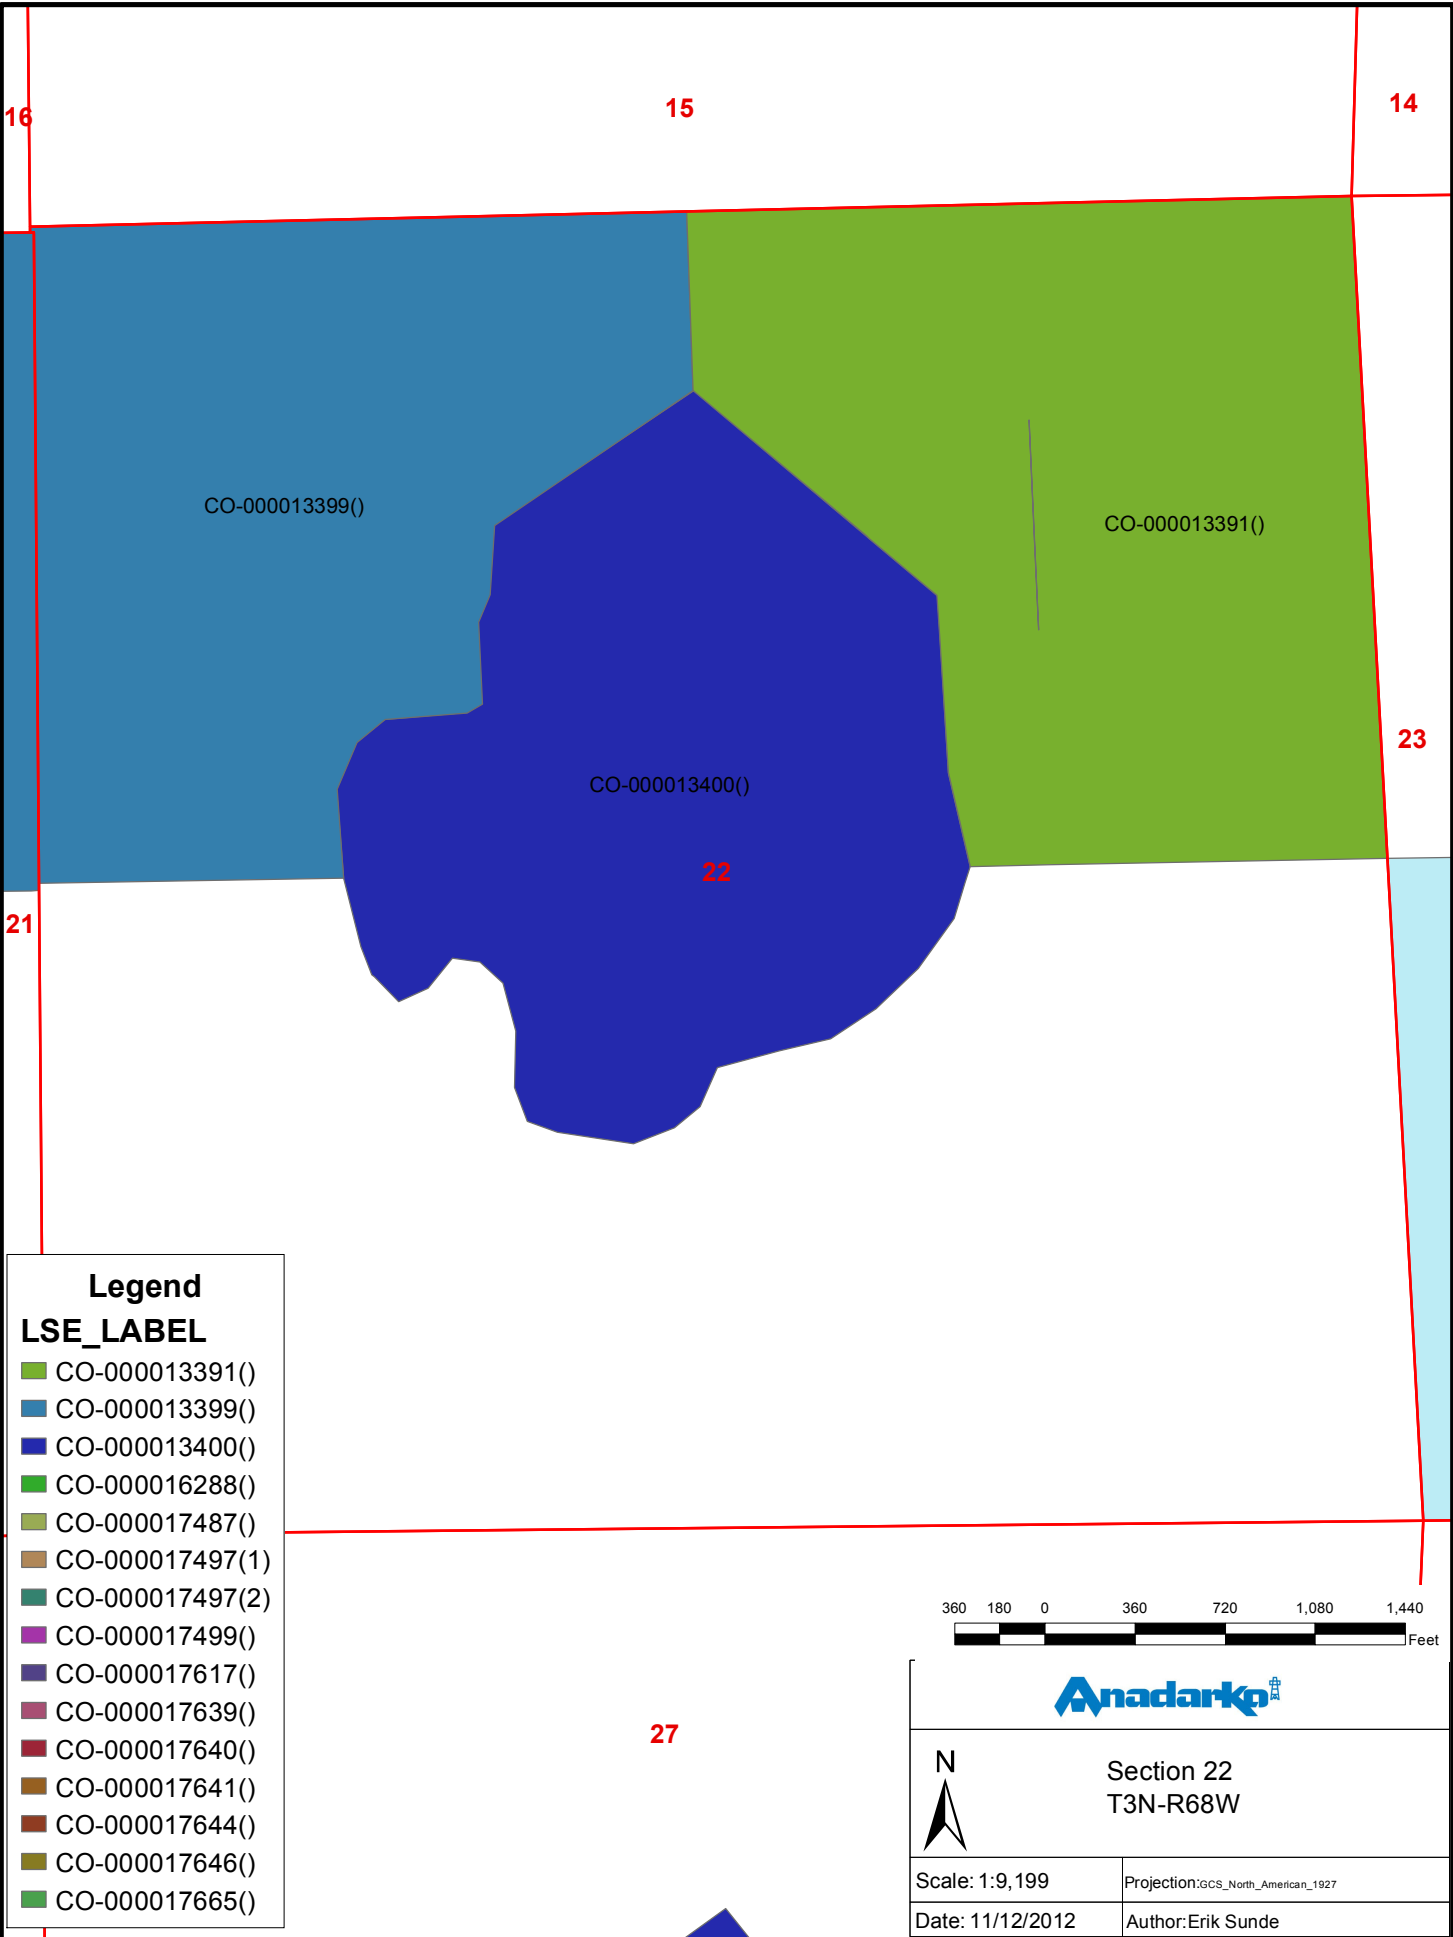 16
15
14
CO-000013399()
CO-000013391()
23
CO-000013400()
22
21
Legend
LSE_LABEL
CO-000013391()
CO-000013399()
CO-000013400()
CO-000016288()
CO-000017487()
CO-000017497(1)
CO-000017497(2)
CO-000017499()
CO-000017617()
CO-000017639()
CO-000017640()
CO-000017641()
CO-000017644()
CO-000017646()
CO-000017665()
27
360 180 0 360 720 1,080 1,440
Feet
Anadarko
N
Section 22
T3N-R68W
Scale: 1:9,199
Projection:GCS_North_American_1927
Date: 11/12/2012
Author:Erik Sunde